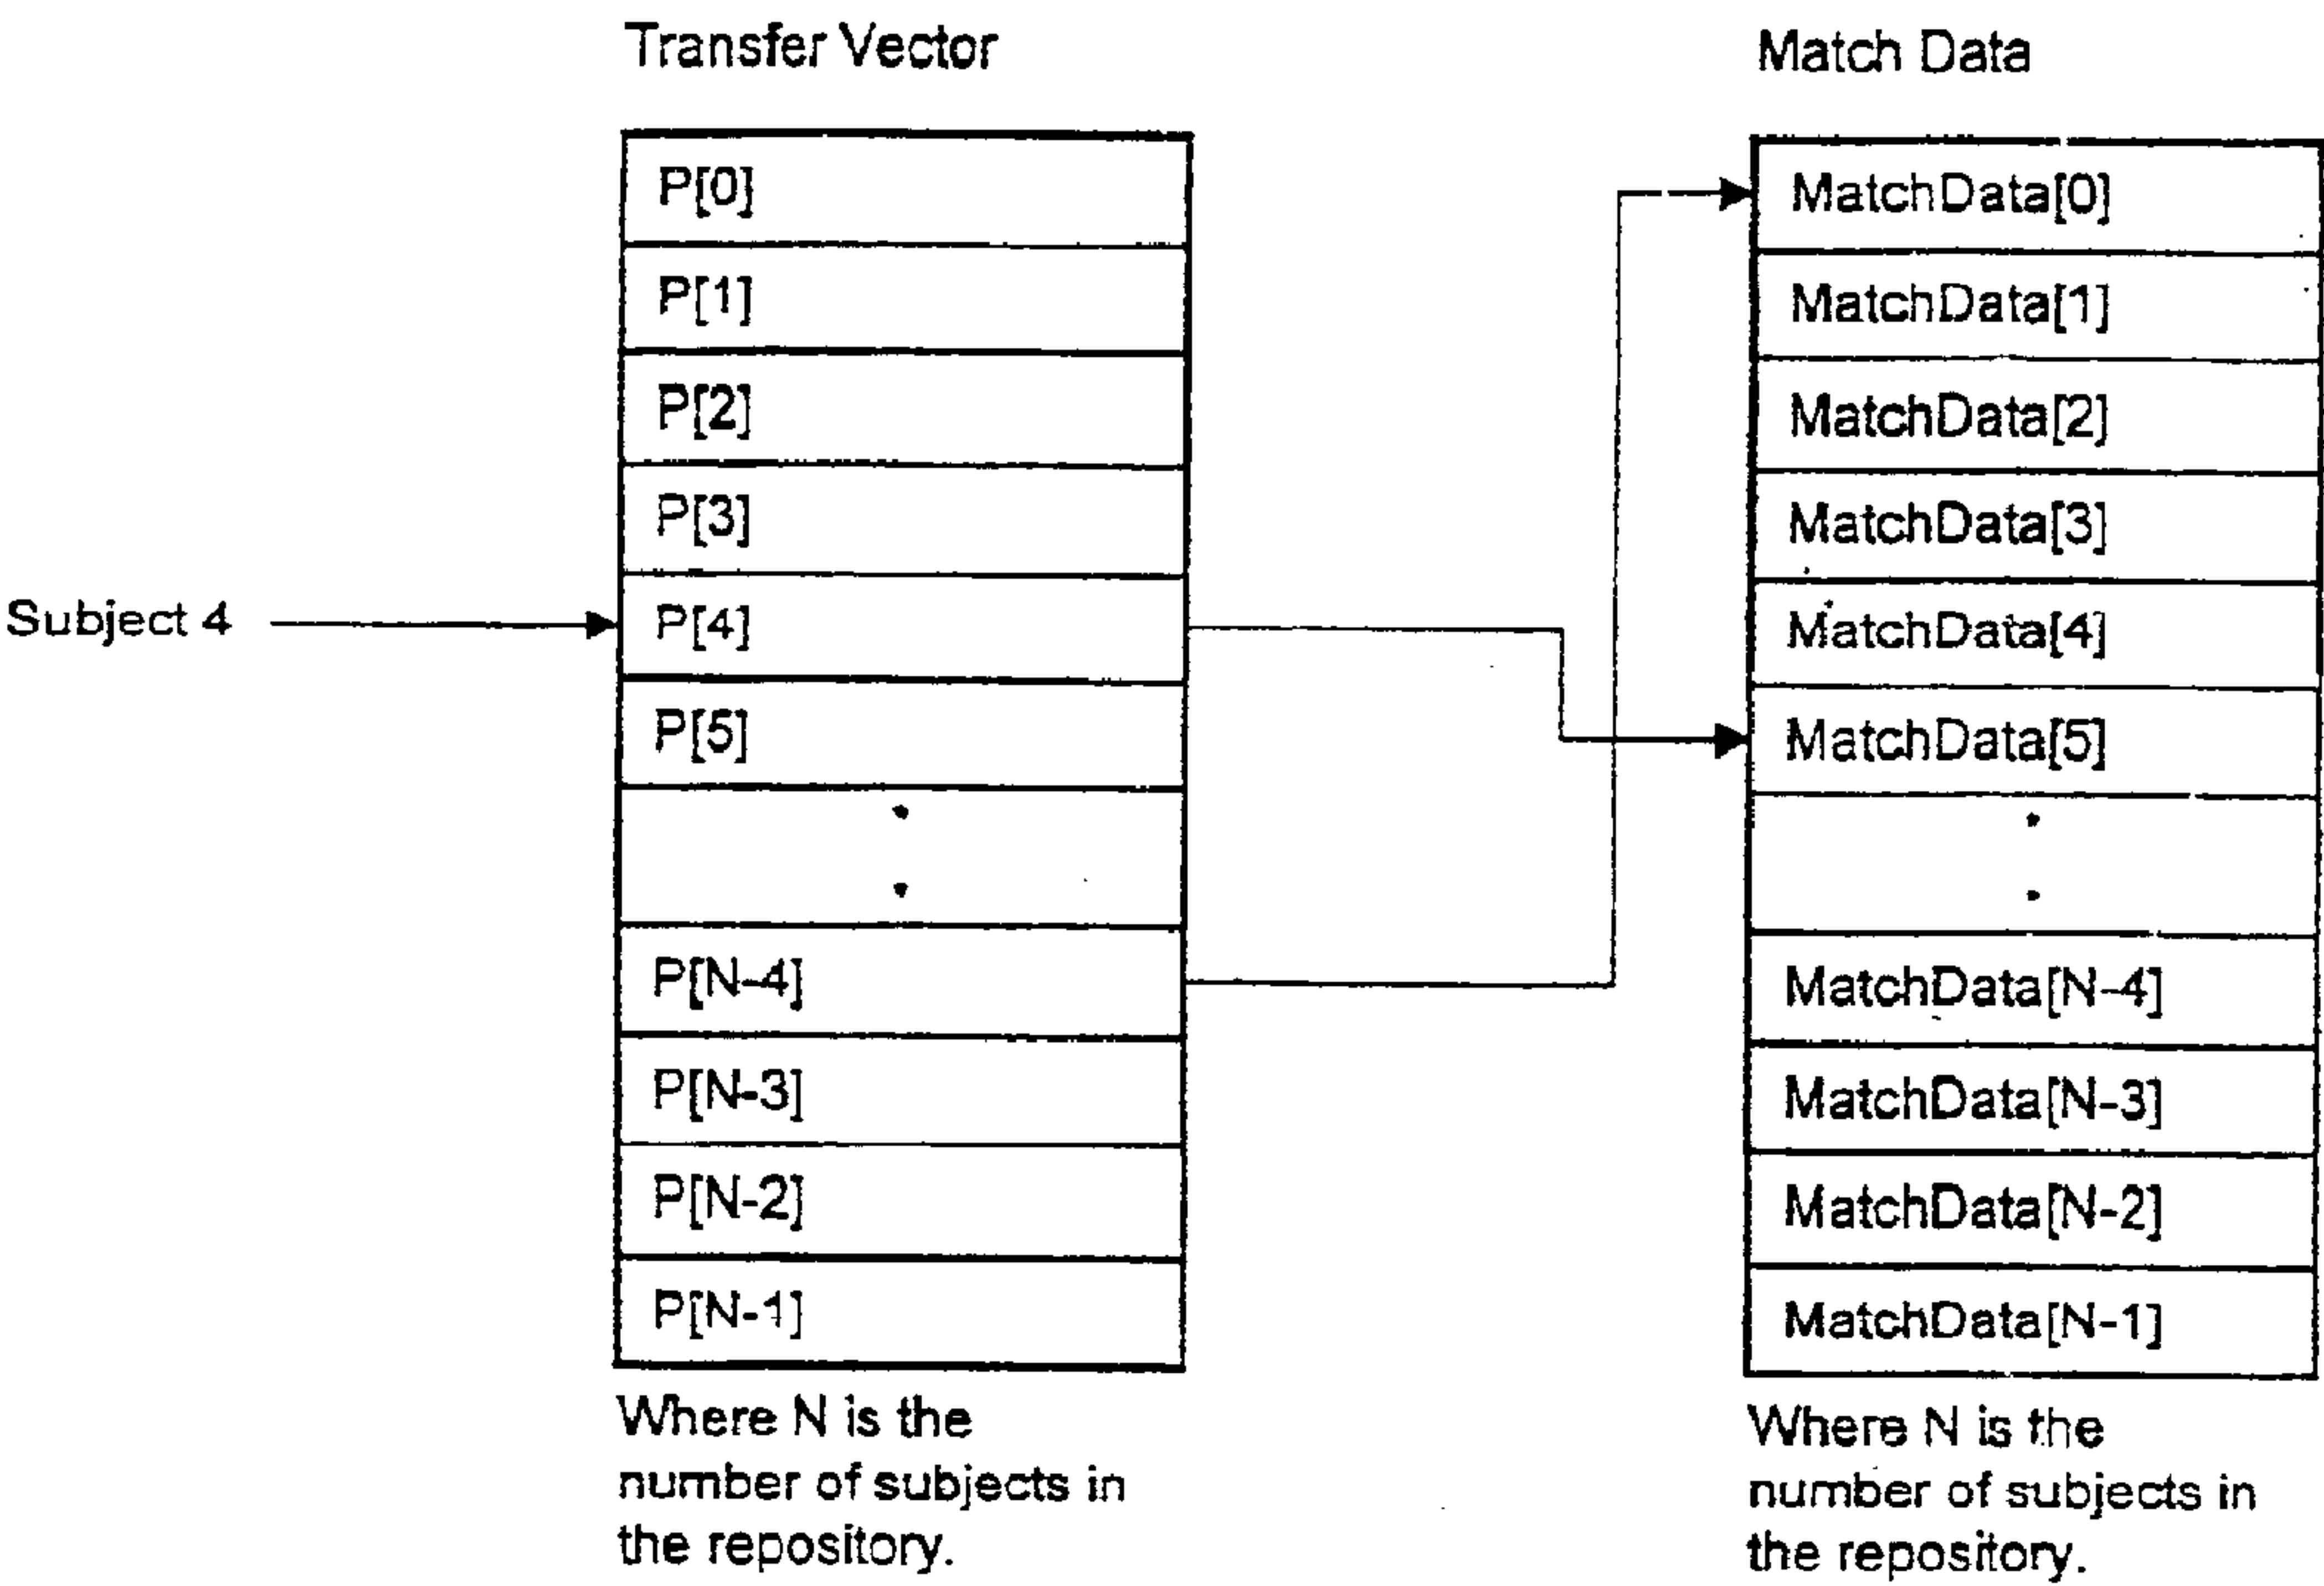 Transfer Vector
Match Data
P[0]
P[1]
P[2]
P[3]
Subject 4
P[4]
P[5]
P[N-4]
P[N-3]
P[N-2]
P[N-1]
Where N is the
number of subjects in
the repository.
MatchData[0]
MatchData[1]
MatchData[2]
MatchData[3]
MatchData[4]
MatchData[5]
MatchData[N-4]
MatchData[N-3]
MatchData[N-2]
MatchData[N-1]
Where N is the
number of subjects in
the repository.